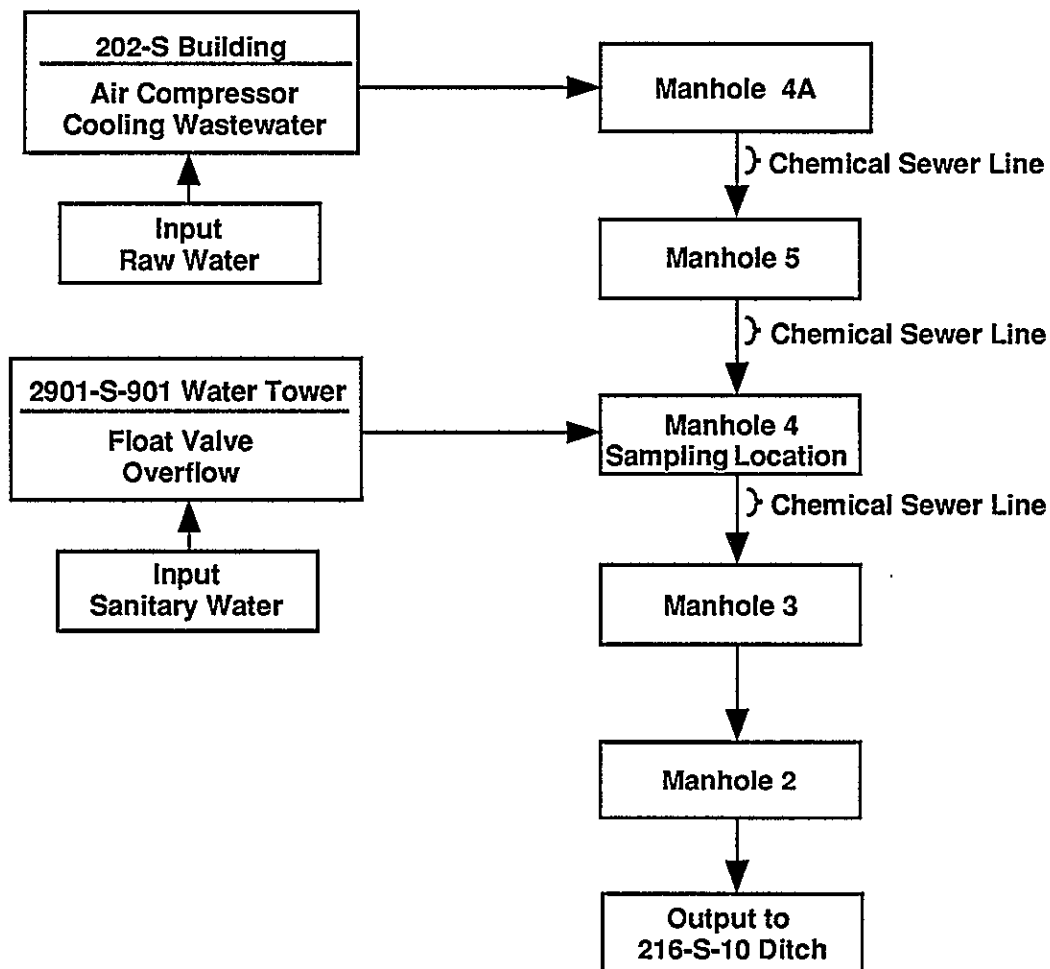 202-S Building
Air Compressor
Cooling Wastewater
Input
Raw Water
2901-S-901 Water Tower
Float Valve
Overflow
Input
Sanitary Water
Manhole 4A
} Chemical Sewer Line
Manhole 5
} Chemical Sewer Line
Manhole 4
Sampling Location
} Chemical Sewer Line
Manhole 3
Manhole 2
Output to
216-S-10 Ditch